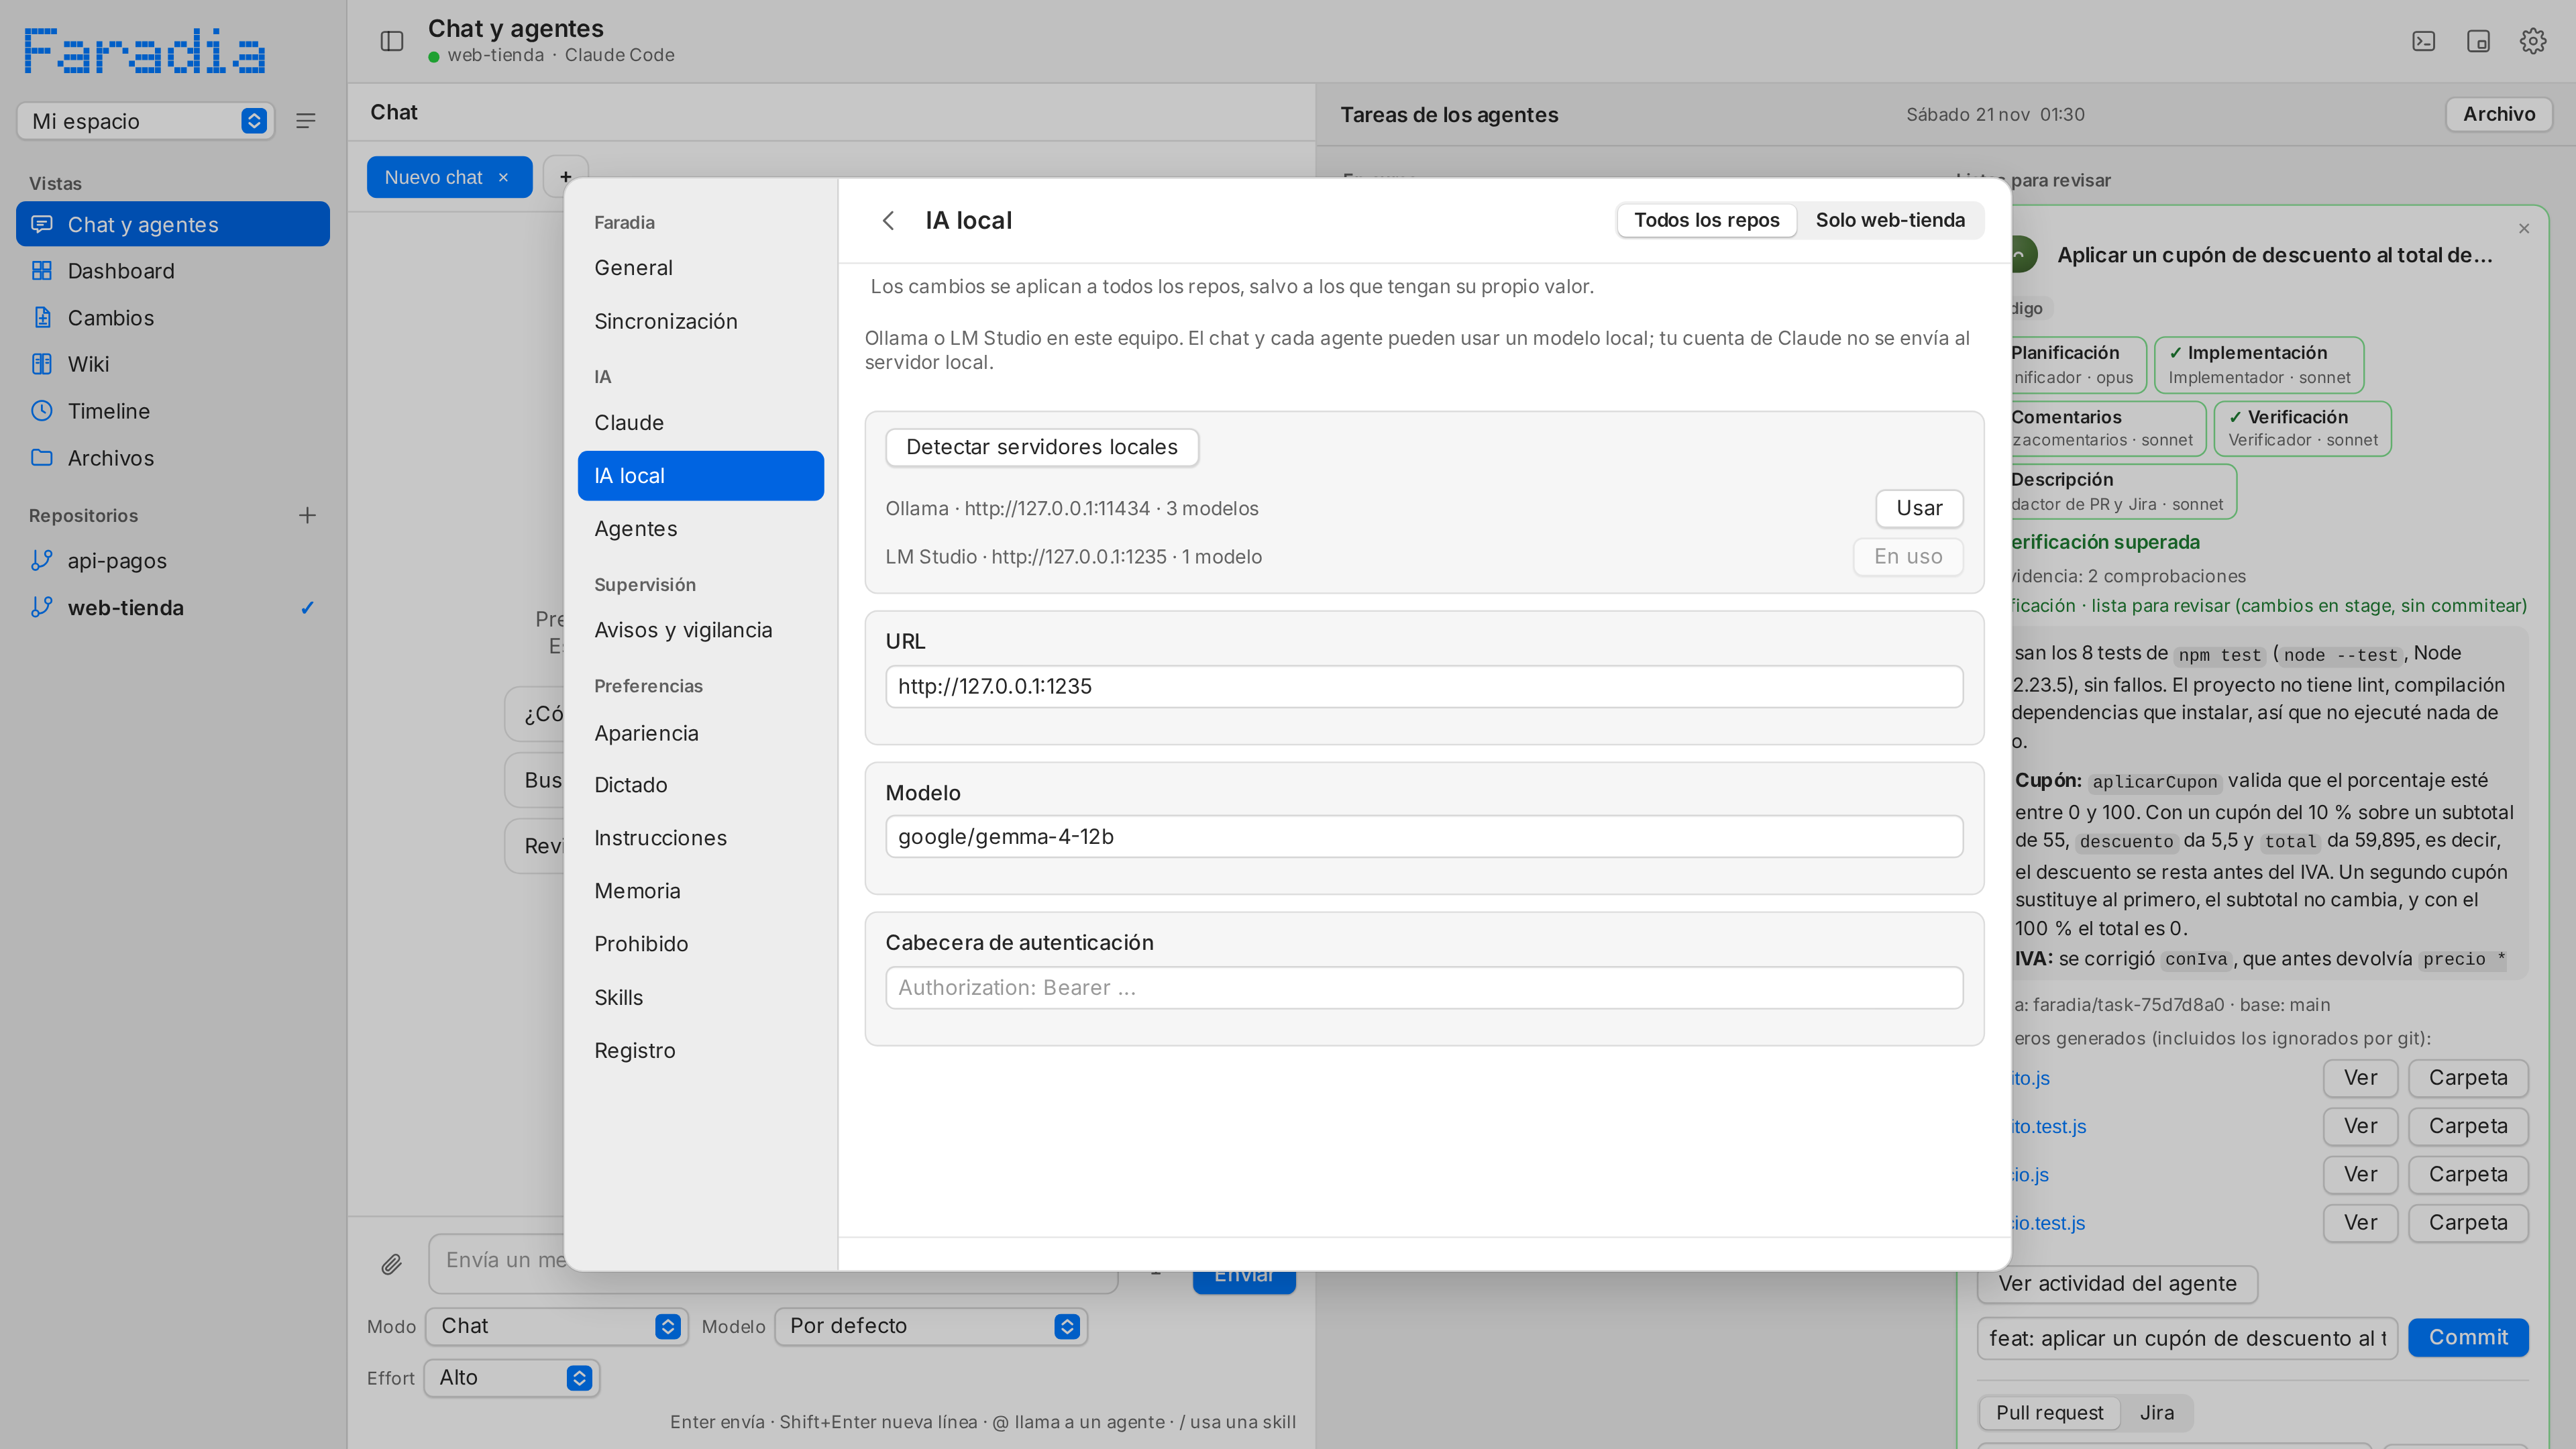 Faradia
Mi espacio
Vistas
Chat y agentes
Dashboard
Cambios
Wiki
Timeline
Archivos
Repositorios
api-pagos
web-tienda ✓
Chat y agentes
web-tienda · Claude Code
Chat
Nuevo chat ×
+
Envía un
Enviar
Modo
Chat
Modelo
Por defecto
Effort
Alto
Enter envía · Shift+Enter nueva línea · @ llama a un agente · / usa una skill
Faradia
General
Sincronización
IA
Claude
IA local
Agentes
Supervisión
Avisos y vigilancia
Preferencias
Apariencia
Dictado
Instrucciones
Memoria
Prohibido
Skills
Registro
IA local
Todos los repos
Solo web-tienda
Los cambios se aplican a todos los repos, salvo a los que tengan su propio valor.
Ollama o LM Studio en este equipo. El chat y cada agente pueden usar un modelo local; tu cuenta de Claude no se envía al
servidor local.
Detectar servidores locales
Ollama · http://127.0.0.1:11434 · 3 modelos
Usar
LM Studio · http://127.0.0.1:1235 · 1 modelo
En uso
URL
http://127.0.0.1:1235
Modelo
google/gemma-4-12b
Cabecera de autenticación
Authorization: Bearer ...
Tareas de los agentes
Sábado 21 nov 01:30
Archivo
para revisar
×
Aplicar un cupón de descuento al total de...
Planificación
nificador · opus
✓ Implementación
Implementador · sonnet
Comentarios
zacomentarios · sonnet
✓ Verificación
Verificador · sonnet
Descripción
dactor de PR y Jira · sonnet
erificación superada
videncia: 2 comprobaciones
ficación · lista para revisar (cambios en stage, sin commitear)
san los 8 tests de npm test (node --test, Node
2.23.5), sin fallos. El proyecto no tiene lint, compilación
dependencias que instalar, así que no ejecuté nada de
o.
Cupón: aplicarCupon valida que el porcentaje esté
entre 0 y 100. Con un cupón del 10 % sobre un subtotal
de 55, descuento da 5,5 y total da 59,895, es decir,
el descuento se resta antes del IVA. Un segundo cupón
sustituye al primero, el subtotal no cambia, y con el
100 % el total es 0.
IVA: se corrigió conIva, que antes devolvía precio *
a: faradia/task-75d7d8a0 · base: main
eros generados (incluidos los ignorados por git):
ito.js
Ver
Carpeta
ito.test.js
Ver
Carpeta
cio.js
Ver
Carpeta
cio.test.js
Ver
Carpeta
Ver actividad del agente
feat: aplicar un cupón de descuento al t
Commit
Pull request
Jira